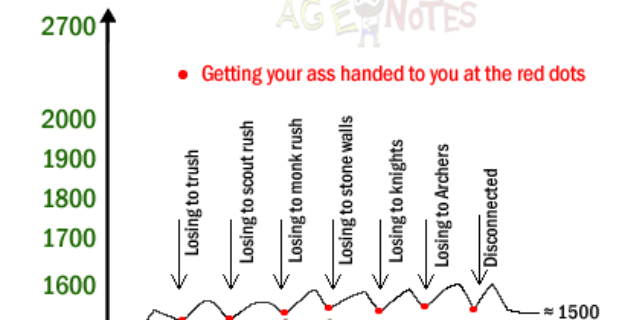 AGE NOTES
2700
Getting your ass handed to you at the red dots
2000
1900
1800
1700
1600
Losing to trush
Losing to scout rush
Losing to monk rush
Losing to stone walls
Losing to knights
Losing to Archers
Disconnected
≈ 1500